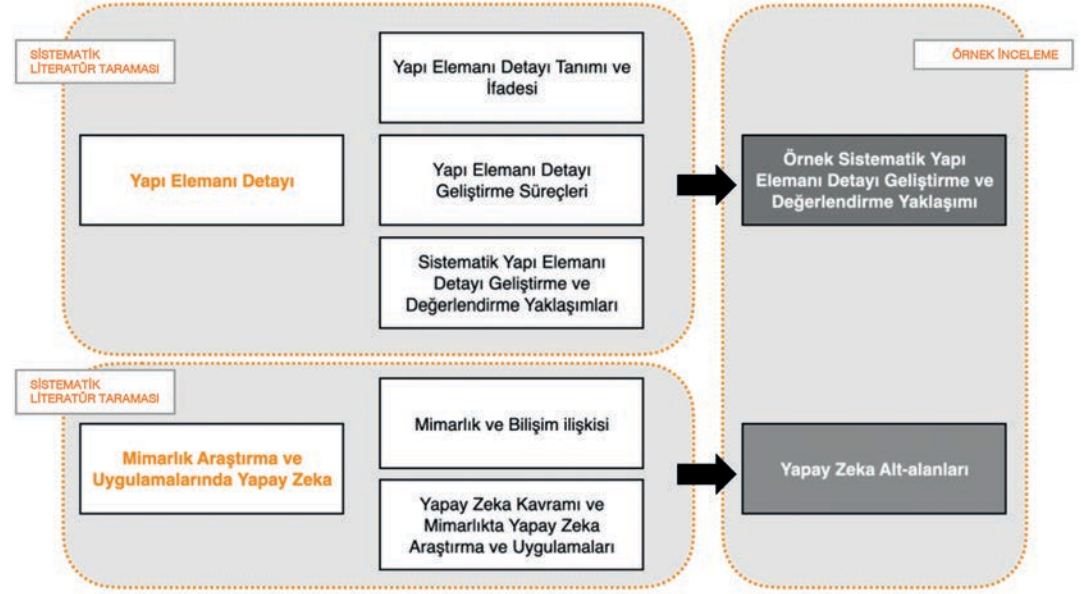 SİSTEMATİK
LİTERATÜR TARAMASI
Yapı Elemanı Detayı
Yapı Elemanı Detayı Tanımı ve
İfadesi
Yapı Elemanı Detayı
Geliştirme Süreçleri
Sistematik Yapı Elemanı
Detayı Geliştirme ve
Değerlendirme Yaklaşımları
ÖRNEK İNCELEME
Örnek Sistematik Yapı
Elemanı Detayı Geliştirme ve
Değerlendirme Yaklaşımı
SİSTEMATİK
LİTERATÜR TARAMASI
Mimarlık Araştırma ve
Uygulamalarında Yapay Zeka
Mimarlık ve Bilişim ilişkisi
Yapay Zeka Kavramı ve
Mimarlıkta Yapay Zeka
Araştırma ve Uygulamaları
Yapay Zeka Alt-alanları